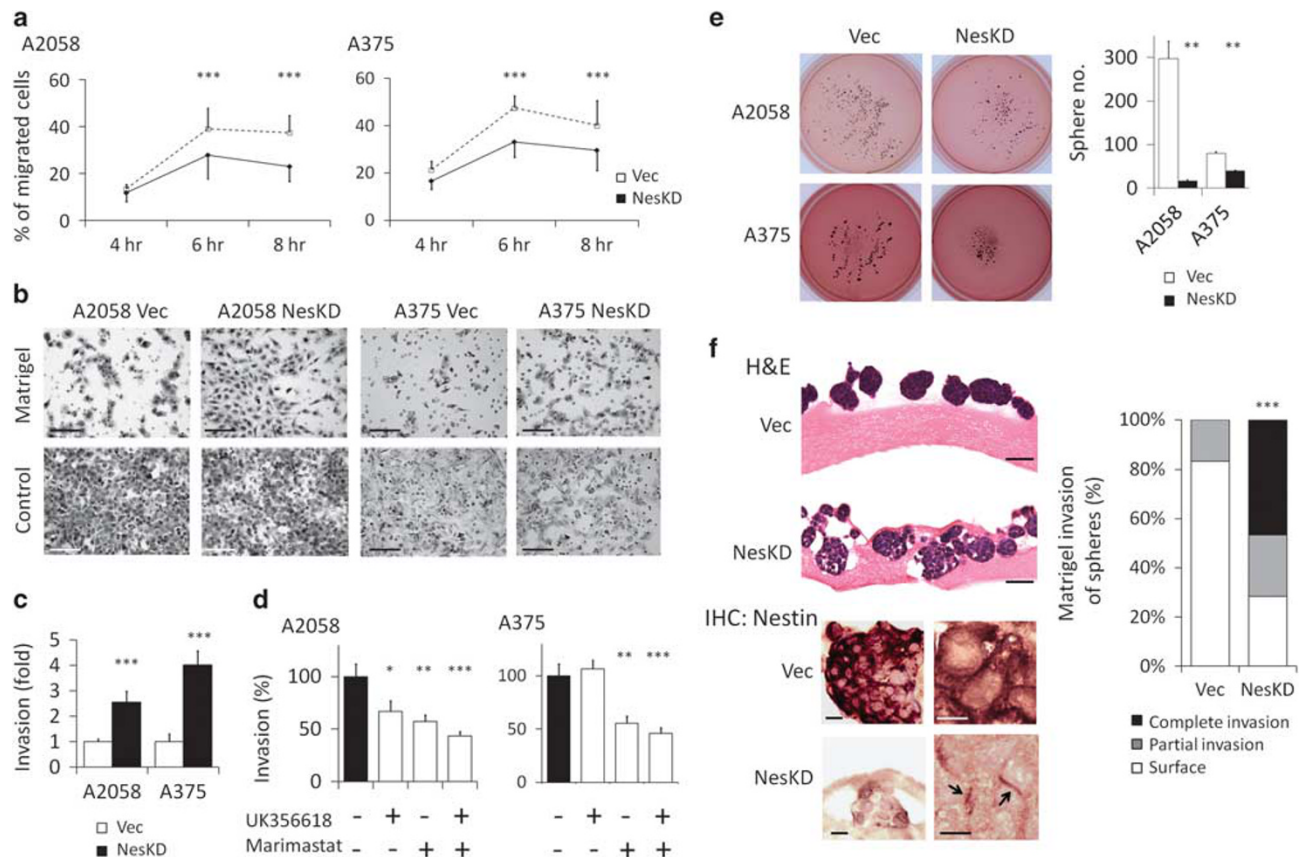 a
A2058
A375
% of migrated cells
60
40
20
0
***
***
4 hr
6 hr
8 hr
60
40
20
0
***
***
4 hr
6 hr
8 hr
Vec
NesKD
b
A2058 Vec
A2058 NesKD
A375 Vec
A375 NesKD
Matrigel
Control
c
Invasion (fold)
5
4
3
2
1
0
***
***
A2058
A375
Vec
NesKD
d
A2058
A375
Invasion (%)
100
50
0
*
**
***
100
50
0
**
***
UK356618 - + - + - + - +
Marimastat - - + + - - + +
e
Vec
NesKD
A2058
A375
Sphere no.
300
200
100
0
**
**
A2058
A375
Vec
NesKD
f
H&E
Vec
NesKD
IHC: Nestin
Vec
NesKD
Matrigel invasion
of spheres (%)
100%
80%
60%
40%
20%
0%
***
Vec
NesKD
Complete invasion
Partial invasion
Surface